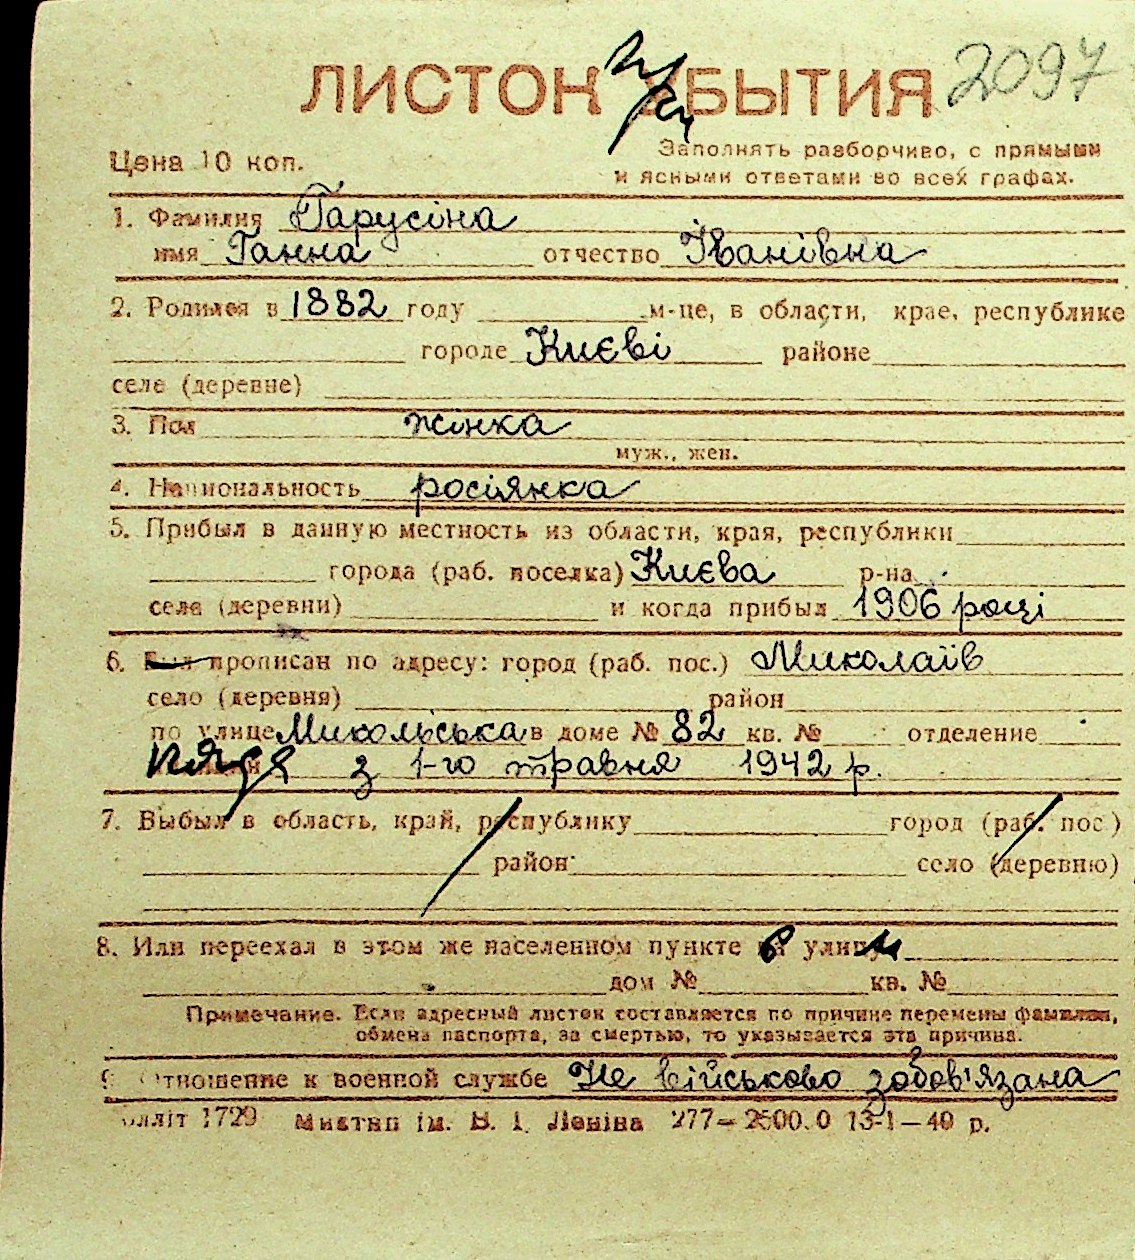 ЛИСТОК УБЫТИЯ 2097
Цена 10 коп.
Заполнять разборчиво, с прямыми
и ясными ответами во всех графах.
1. Фамилия Гарусіна
имя Ганна отчество Іванівна
2. Родился в 1882 году м-це, в области, крае, республике
городе Києві районе
селе (деревне)
3. Пол жінка
муж., жен.
4. Национальность росіянка
5. Прибыл в данную местность из области, края, республики
города (раб. поселка) Києва р-на
села (деревни) и когда прибыл 1906 році
6. Был прописан по адресу: город (раб. пос.) Миколаїв
село (деревня) район
по улице Микольська в доме № 82 кв. № отделение
з 1-го травня 1942 р.
7. Выбыл в область, край, республику город (раб. пос)
район село (деревню)
8. Или переехал в этом же населенном пункте в улицы
дом № кв. №
Примечание. Если адресный листок составляется по причине перемены фамилии,
обмена паспорта, за смертью, то указывается эта причина.
9. Отношение к военной службе Не військово зобов'язана
1729 ім. В. І. Леніна 277—2500.0 13-1—40 р.